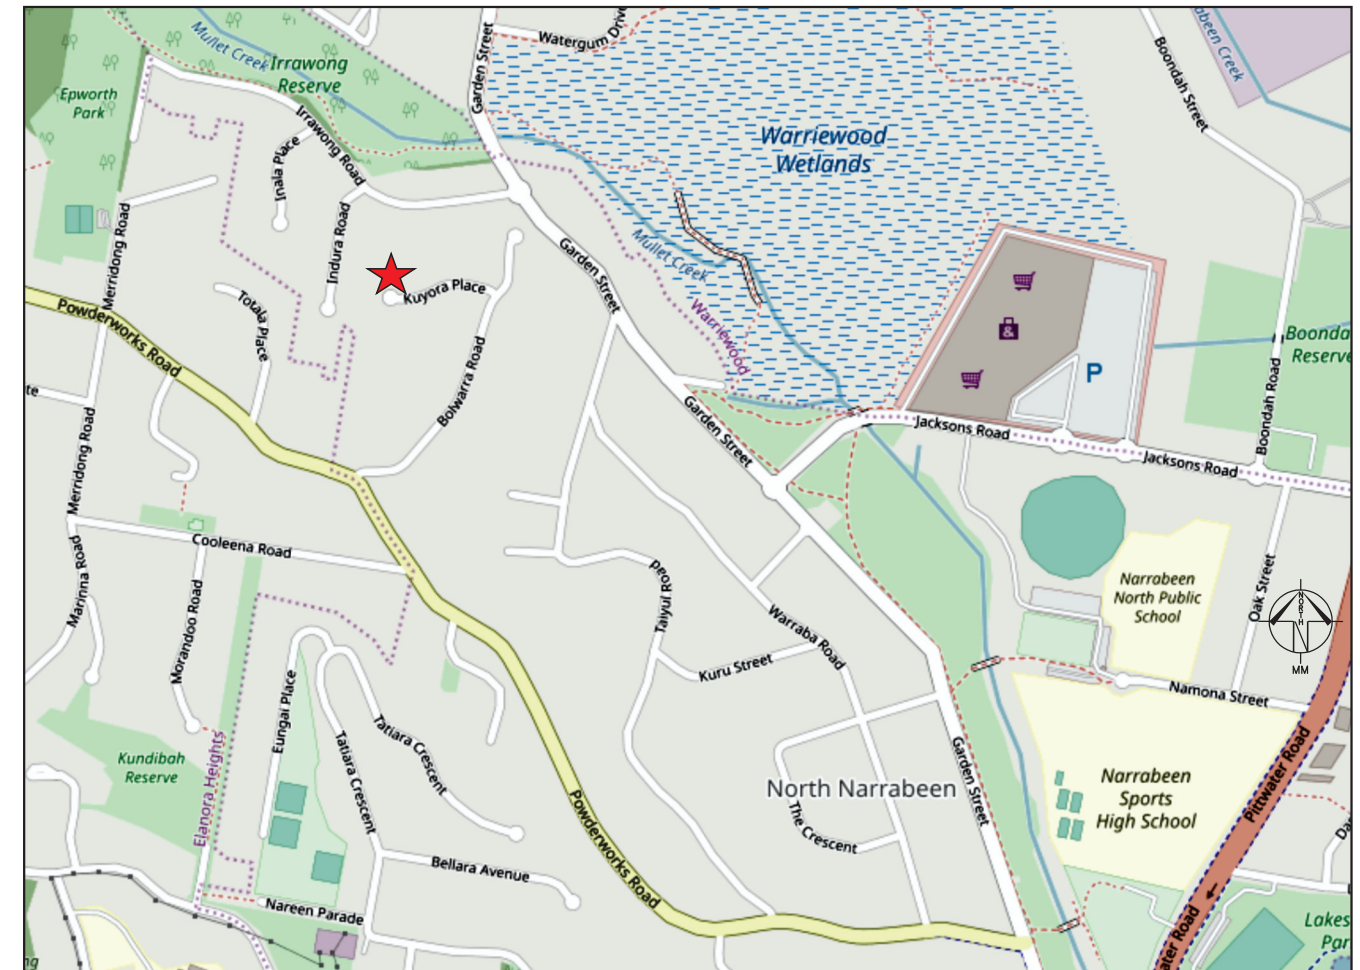 Watergum Drive
Garden Street
Boondah Street
Mullet Creek
Irrawong
Reserve
Epworth
Park
Irrawong Road
Inala Place
Warriewood
Wetlands
Merridong Road
Indura Road
Garden Street
Mullet Creek
Kuyora Place
Totala Place
Powderworks Road
Warriewood
P
Bolwarra Road
Boondah Road
Reserve
Garden Street
Jacksons Road
Jacksons Road
Merridong Road
Cooleena Road
Marinna Road
Morandoo Road
Taiyul Road
Warraba Road
Kuru Street
Narrabeen
North Public
School
Oak Street
NORTH
MM
Namona Street
Eungai Place
Tatiara Crescent
Tatiara Crescent
Kundibah
Reserve
Elanora Heights
North Narrabeen
Garden Street
Narrabeen
Sports
High School
Pittwater Road
The Crescent
Powderworks Road
Bellara Avenue
Nareen Parade